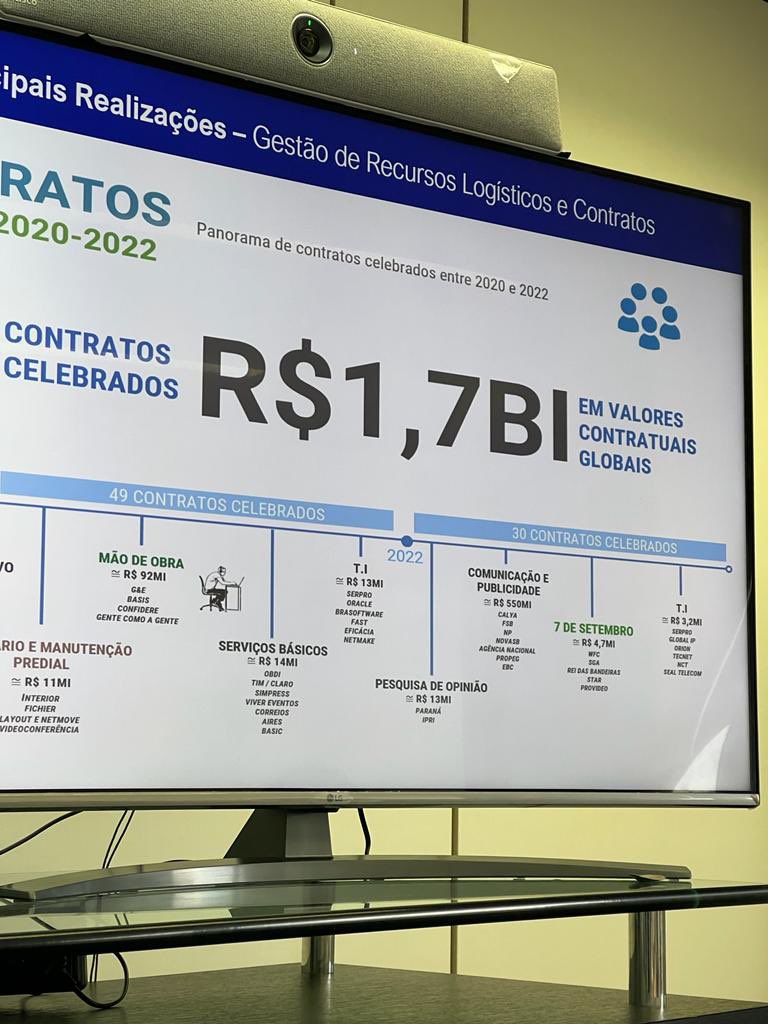 cipais Realizações – Gestão de Recursos Logísticos e Contratos
RATOS
2020-2022
Panorama de contratos celebrados entre 2020 e 2022
CONTRATOS
CELEBRADOS
R$1,7BI
EM VALORES
CONTRATUAIS
GLOBAIS
49 CONTRATOS CELEBRADOS
30 CONTRATOS CELEBRADOS
2022
VO
MÃO DE OBRA
≅ R$ 92MI
G&E
BASIS
CONFIDERE
GENTE COMO A GENTE
ÁRIO E MANUTENÇÃO
PREDIAL
≅ R$ 11MI
INTERIOR
FICHIER
LAYOUT E NETMOVE
VIDEOCONFERÊNCIA
SERVIÇOS BÁSICOS
≅ R$ 14MI
OBDI
TIM / CLARO
SIMPRESS
VIVER EVENTOS
CORREIOS
AIRES
BASIC
T.I
≅ R$ 13MI
SERPRO
ORACLE
BRASOFTWARE
FAST
EFICÁCIA
NETMAKE
PESQUISA DE OPINIÃO
≅ R$ 13MI
PARANÁ
IPRI
COMUNICAÇÃO E
PUBLICIDADE
≅ R$ 550MI
CALYA
FSB
NP
NOVASB
AGÊNCIA NACIONAL
PROPEG
EBC
7 DE SETEMBRO
≅ R$ 4,7MI
WFC
SGA
REI DAS BANDEIRAS
STAR
PROVIDEO
T.I
≅ R$ 3,2MI
SERPRO
GLOBAL IP
ORION
TECNET
NCT
SEAL TELECOM
LG